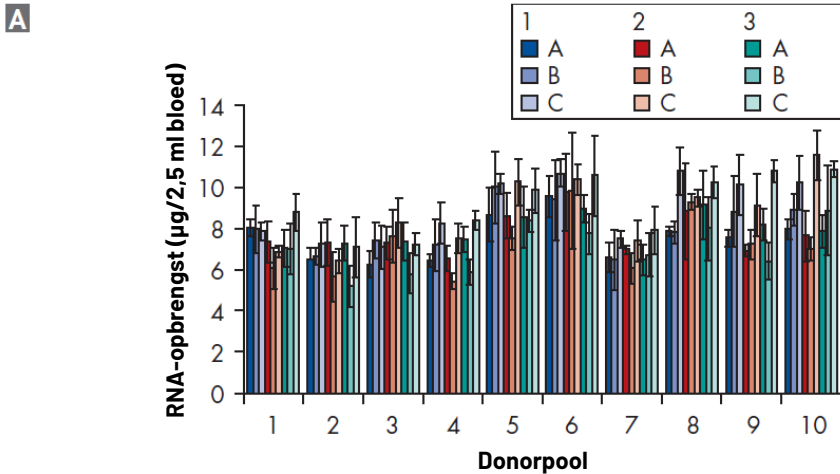 A
1 2 3
A A A
B B B
C C C
RNA-opbrengst (µg/2,5 ml bloed)
14
12
10
8
6
4
2
0
1 2 3 4 5 6 7 8 9 10
Donorpool